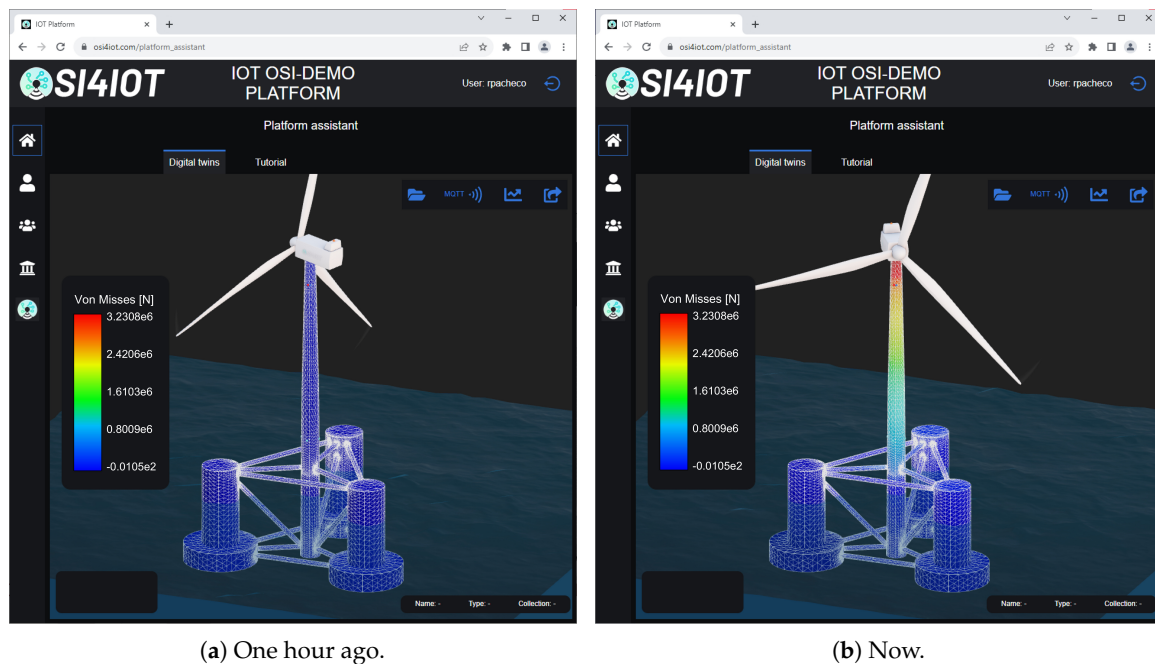 IOT Platform
osi4iot.com/platform_assistant
SI4IOT
IOT OSI-DEMO
PLATFORM
User: rpacheco
Platform assistant
Digital twins Tutorial
MQTT
Von Misses [N]
3.2308e6
2.4206e6
1.6103e6
0.8009e6
-0.0105e2
Name: - Type: - Collection: -
(a) One hour ago.
IOT Platform
osi4iot.com/platform_assistant
SI4IOT
IOT OSI-DEMO
PLATFORM
User: rpacheco
Platform assistant
Digital twins Tutorial
MQTT
Von Misses [N]
3.2308e6
2.4206e6
1.6103e6
0.8009e6
-0.0105e2
Name: - Type: - Collection: -
(b) Now.